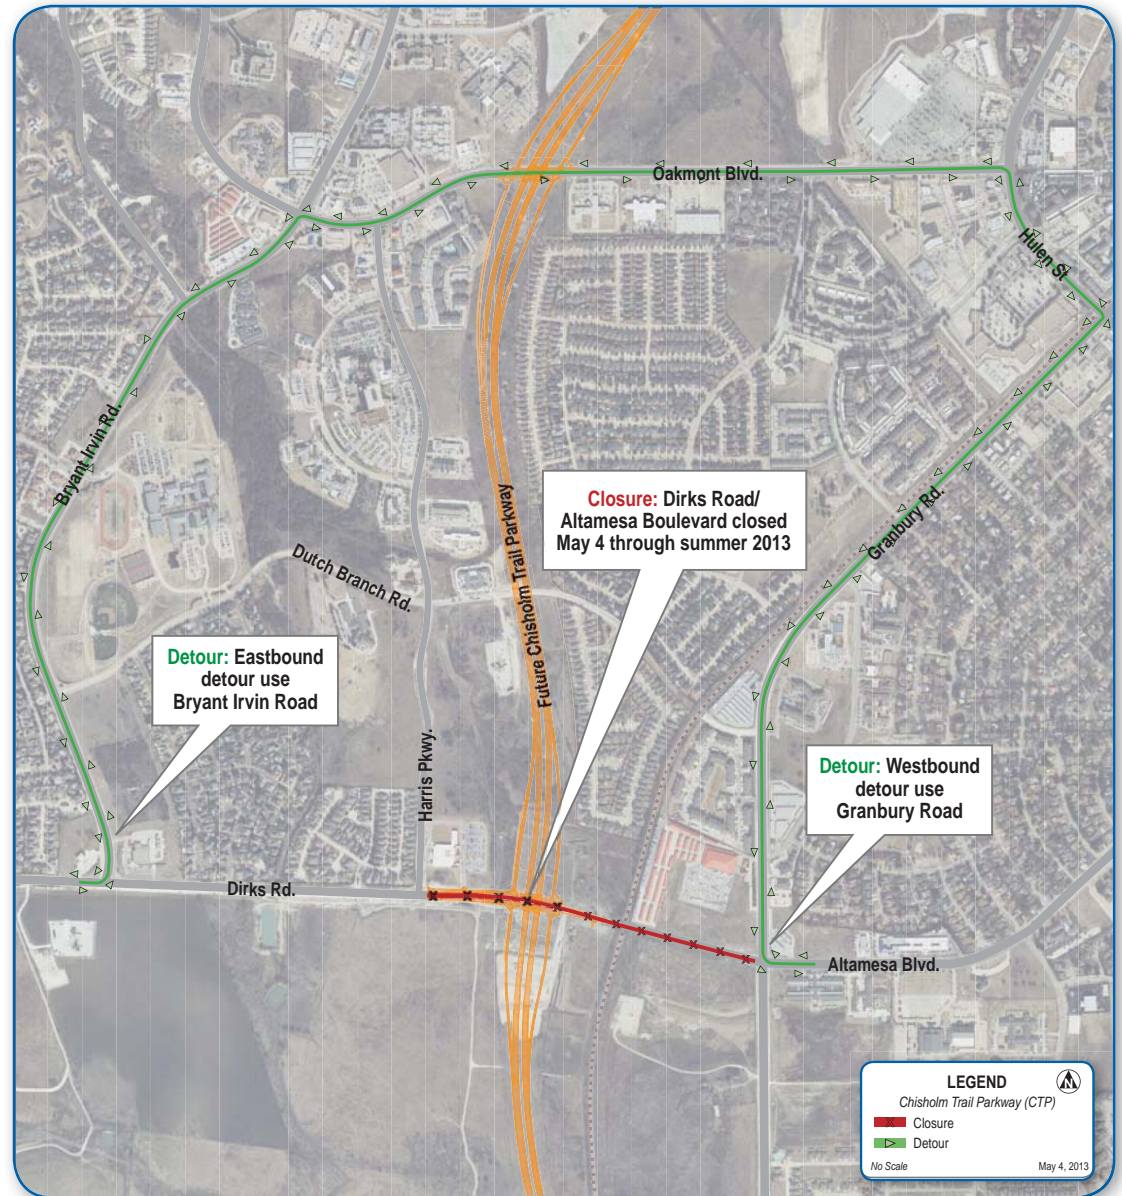 Oakmont Blvd.
Hulen St
Bryant Irvin Rd.
Granbury Rd.
Closure: Dirks Road/
Altamesa Boulevard closed
May 4 through summer 2013
Future Chisholm Trail Parkway
Dutch Branch Rd.
Detour: Eastbound
detour use
Bryant Irvin Road
Harris Pkwy.
Detour: Westbound
detour use
Granbury Road
Dirks Rd.
Altamesa Blvd.
LEGEND
N
Chisholm Trail Parkway (CTP)
Closure
Detour
No Scale
May 4, 2013